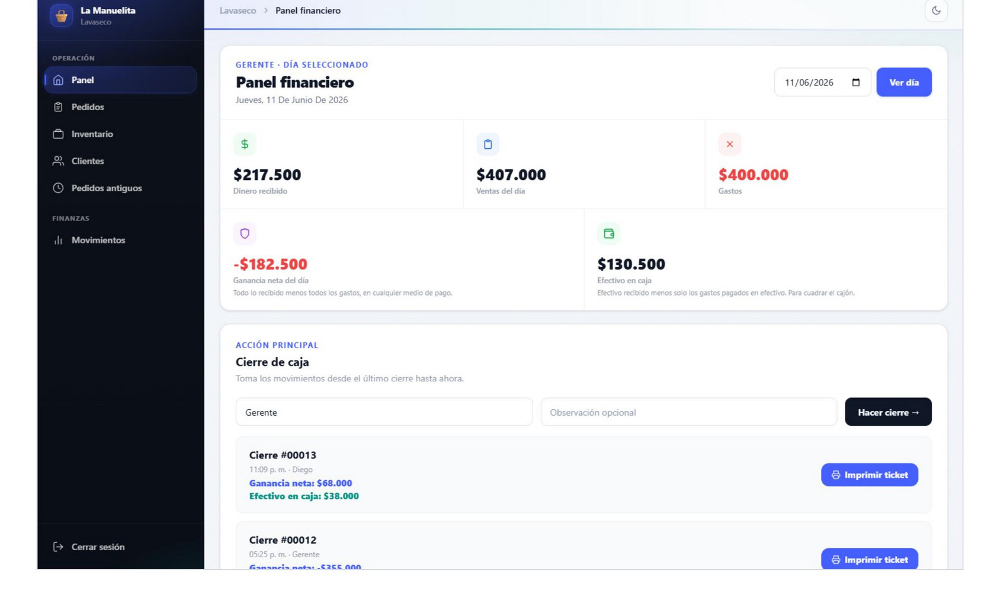 La Manuelita
Lavaseco
OPERACIÓN
Panel
Pedidos
Inventario
Clientes
Pedidos antiguos
FINANZAS
Movimientos
Cerrar sesión
Lavaseco > Panel financiero
GERENTE · DÍA SELECCIONADO
Panel financiero
Jueves, 11 De Junio De 2026
11/06/2026
Ver día
$217.500
Dinero recibido
$407.000
Ventas del día
$400.000
Gastos
-$182.500
Ganancia neta del día
Todo lo recibido menos todos los gastos, en cualquier medio de pago.
$130.500
Efectivo en caja
Efectivo recibido menos solo los gastos pagados en efectivo. Para cuadrar el cajón.
ACCIÓN PRINCIPAL
Cierre de caja
Toma los movimientos desde el último cierre hasta ahora.
Gerente
Observación opcional
Hacer cierre →
Cierre #00013
11:09 p. m. · Diego
Ganancia neta: $68.000
Efectivo en caja: $38.000
Imprimir ticket
Cierre #00012
05:25 p. m. · Gerente
Ganancia neta: -$355.000
Imprimir ticket